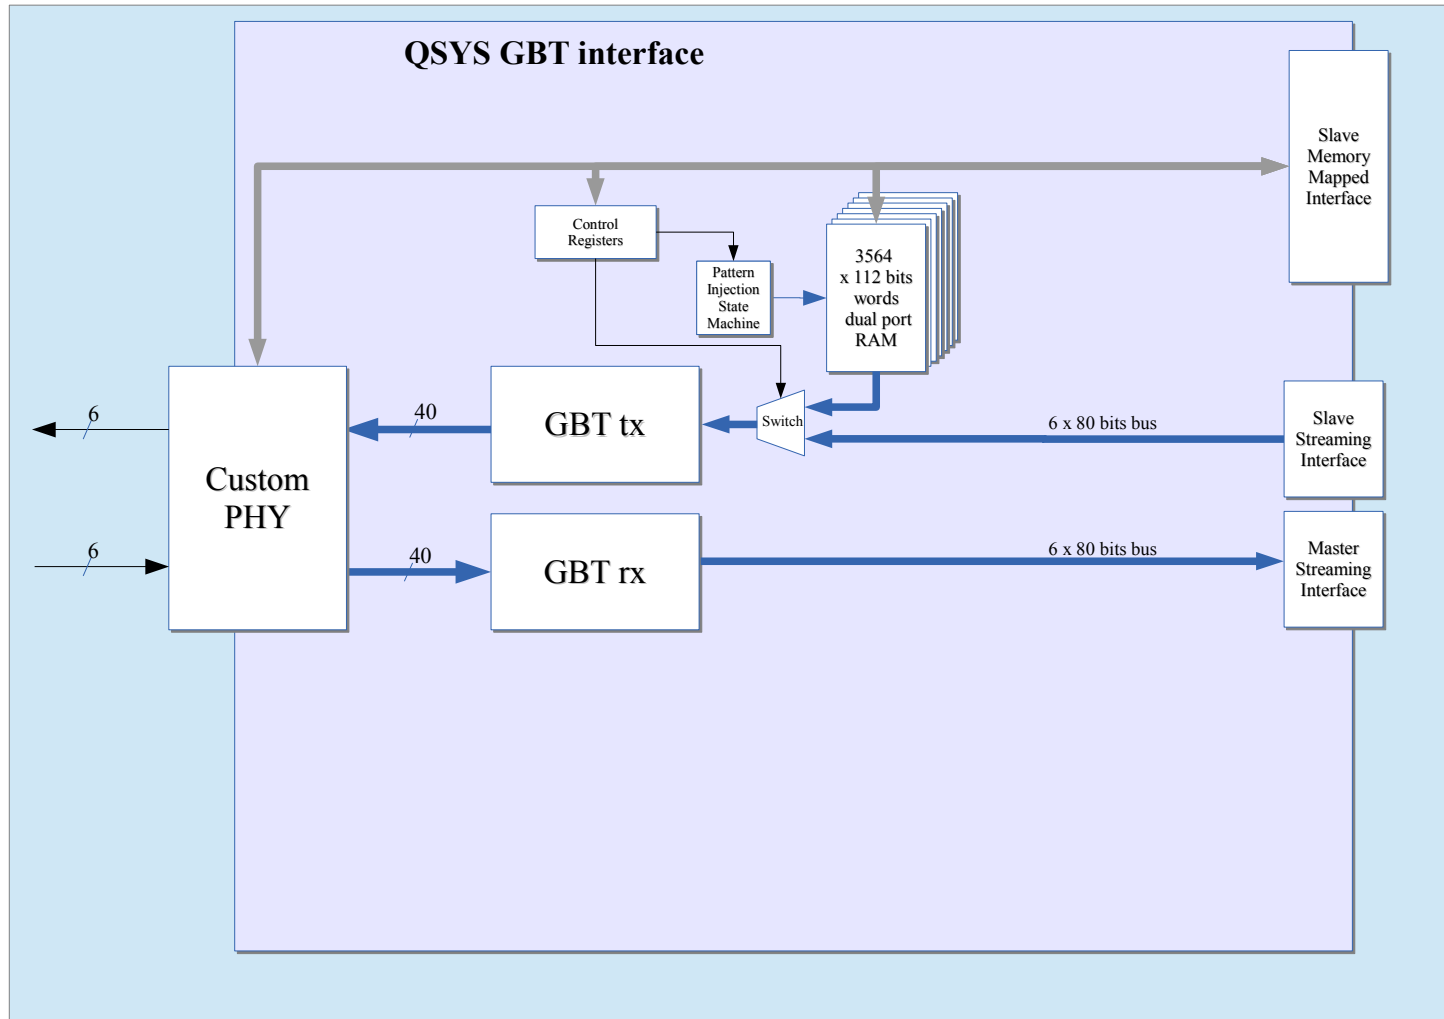 QSYS GBT interface
Slave
Memory
Mapped
Interface
Control
Registers
Pattern
Injection
State
Machine
3564
x 112 bits
words
dual port
RAM
6
40
GBT tx
Switch
6 x 80 bits bus
Slave
Streaming
Interface
Custom
PHY
6
40
GBT rx
6 x 80 bits bus
Master
Streaming
Interface